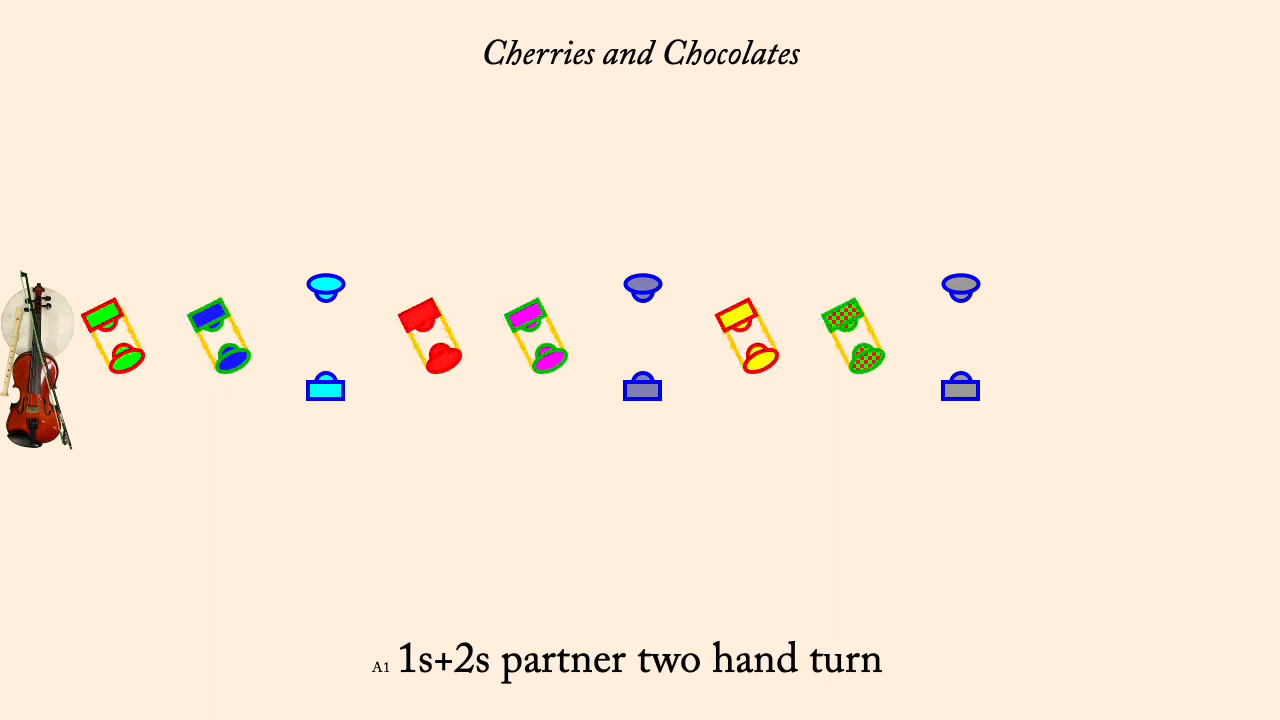 Cherries and Chocolates
A1 1s+2s partner two hand turn